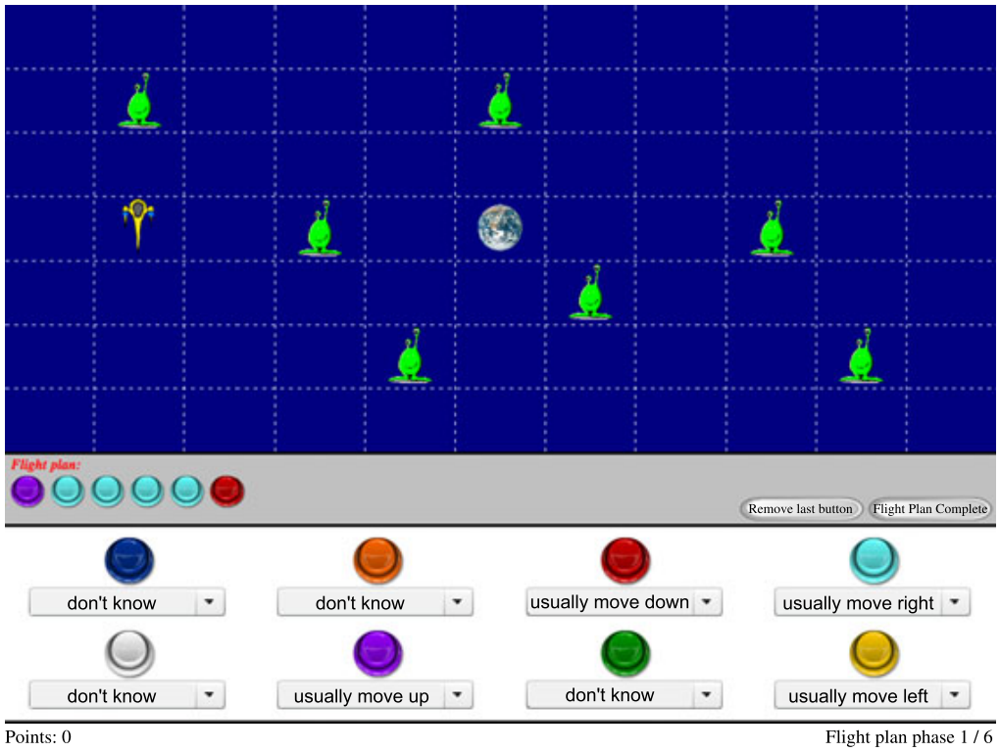 Flight plan:
Remove last button
Flight Plan Complete
don't know
don't know
usually move down
usually move right
don't know
usually move up
don't know
usually move left
Points: 0
Flight plan phase 1 / 6